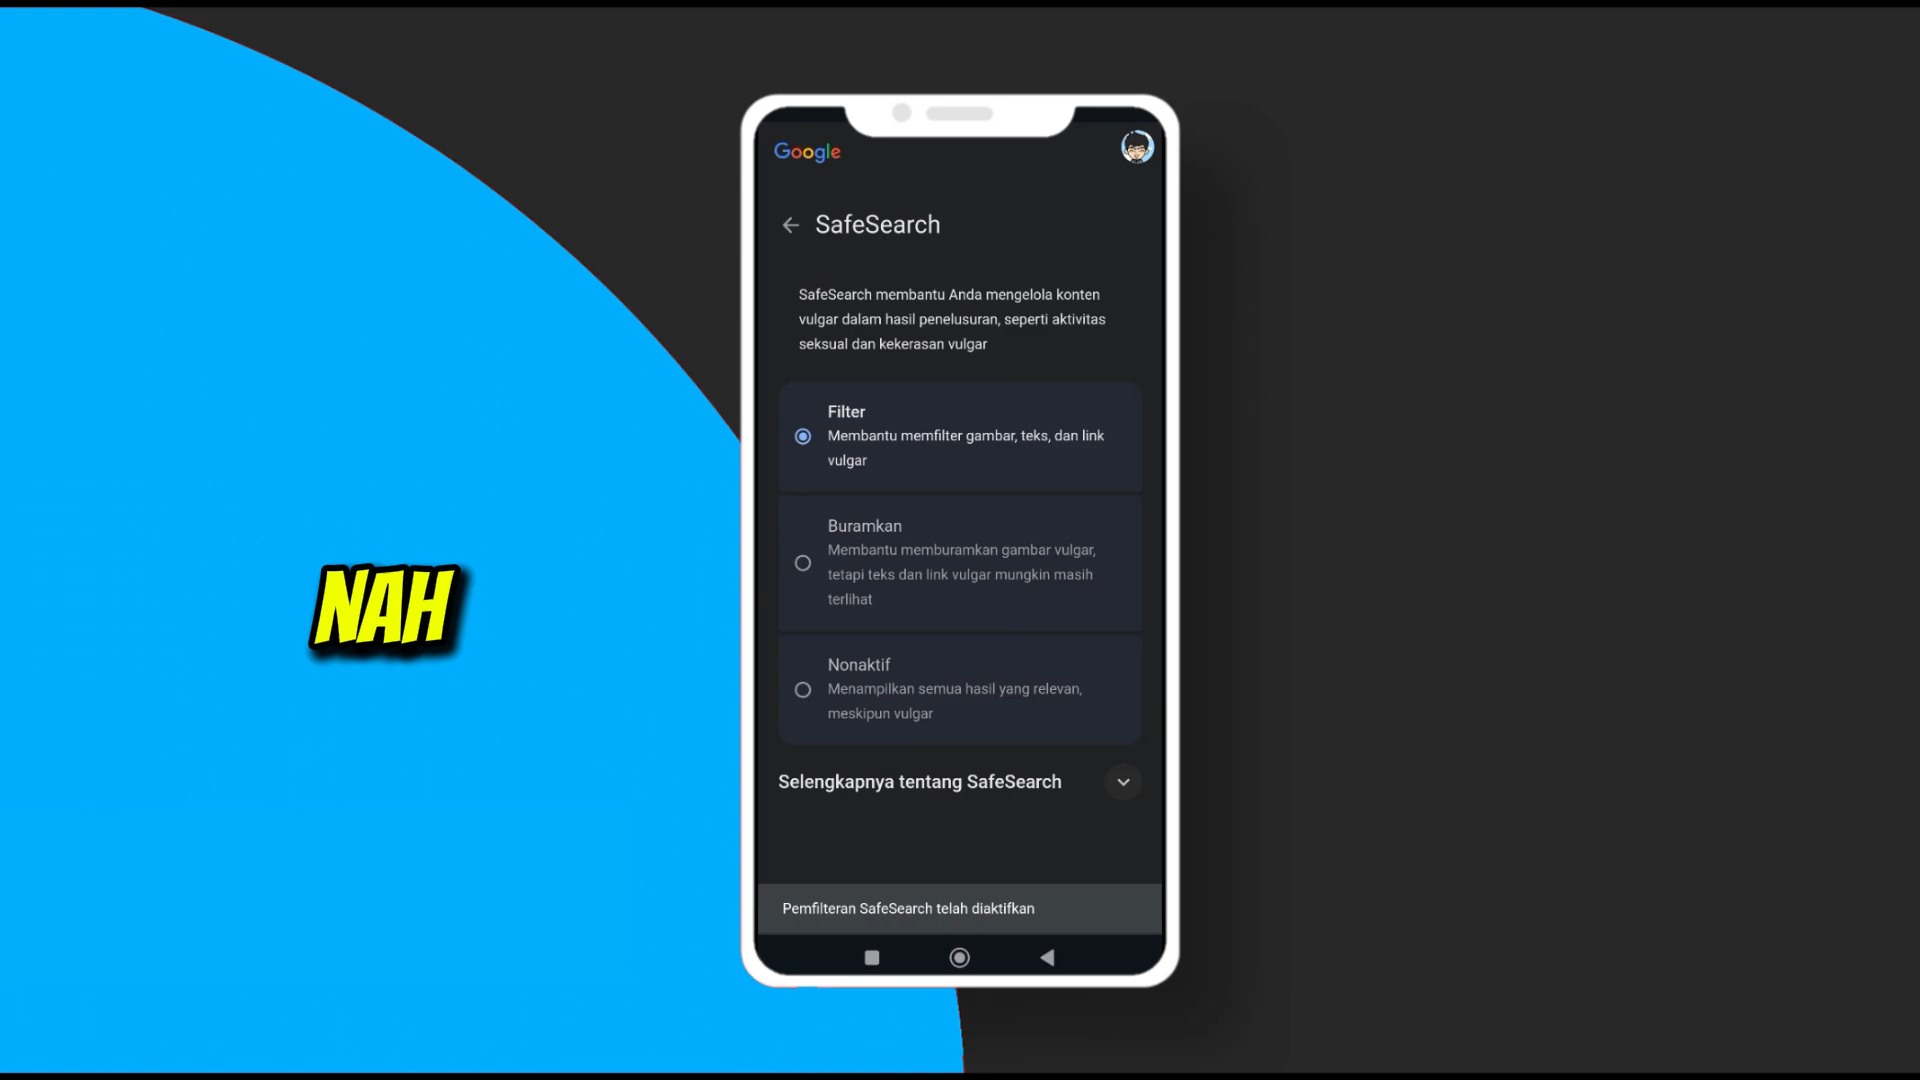 Google
SafeSearch
SafeSearch membantu Anda mengelola konten
vulgar dalam hasil penelusuran, seperti aktivitas
seksual dan kekerasan vulgar
Filter
Membantu memfilter gambar, teks, dan link
vulgar
Buramkan
Membantu memburamkan gambar vulgar,
tetapi teks dan link vulgar mungkin masih
terlihat
NAH
Nonaktif
Menampilkan semua hasil yang relevan,
meskipun vulgar
Selengkapnya tentang SafeSearch
Pemfilteran SafeSearch telah diaktifkan